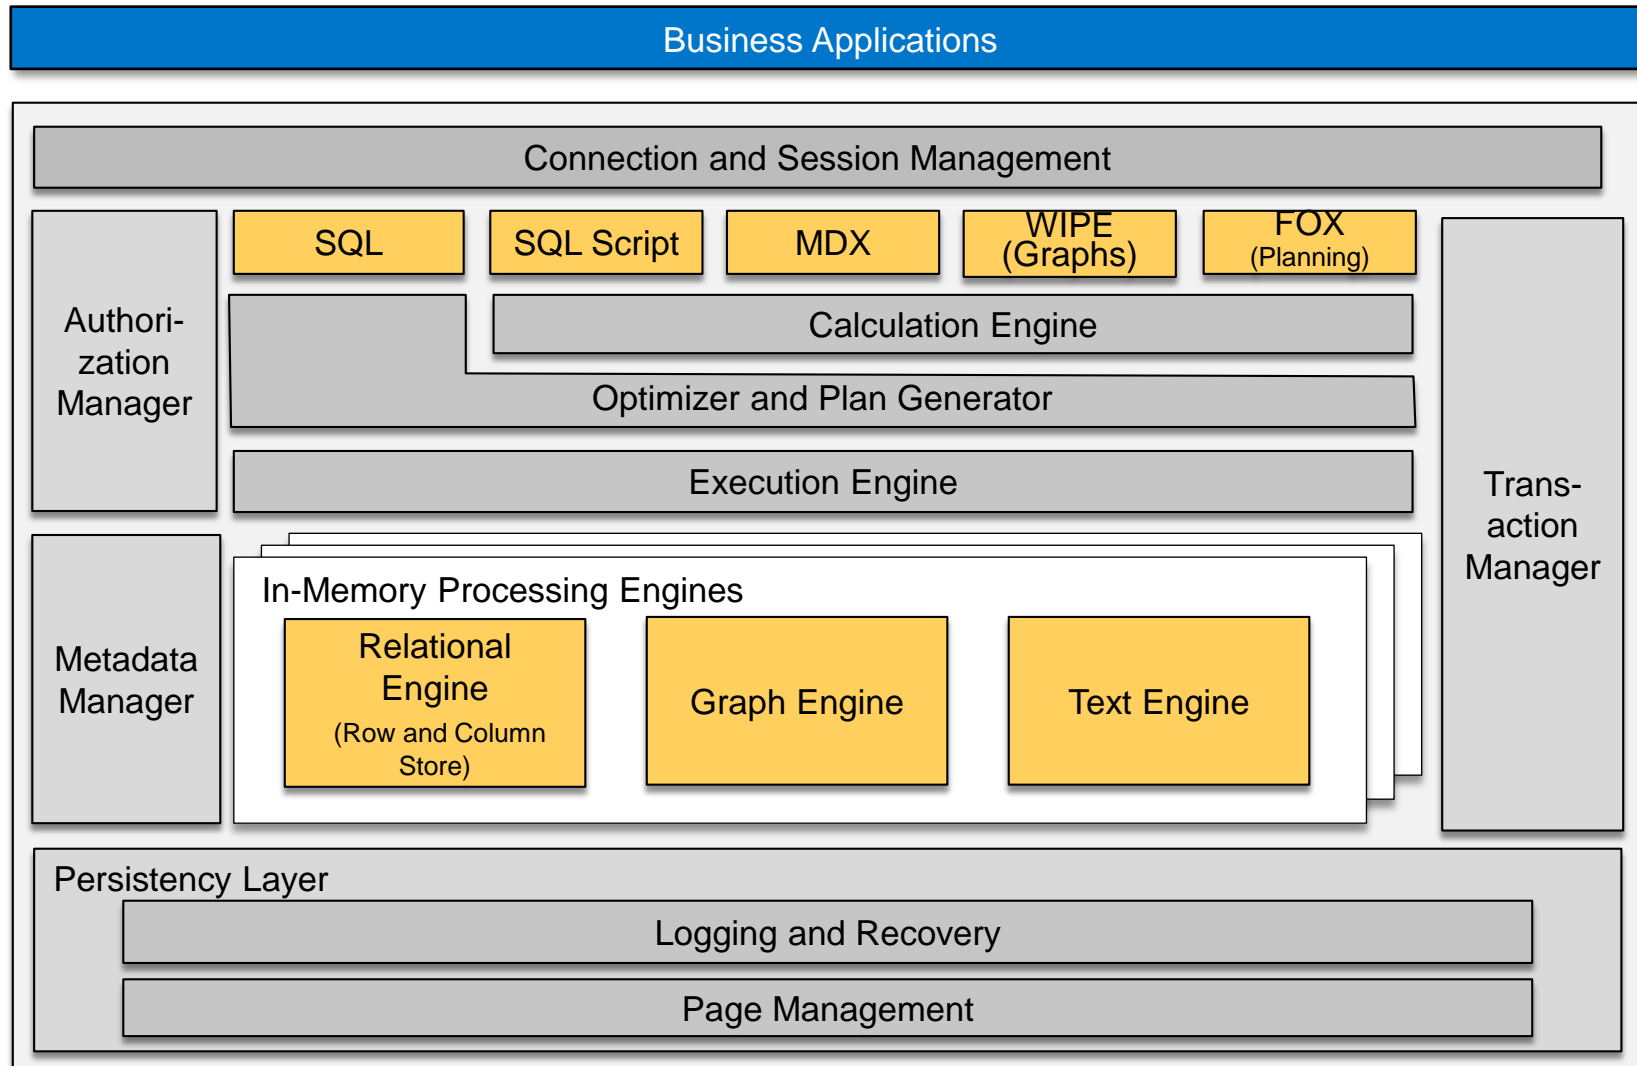 Business Applications
Connection and Session Management
Authori-
zation
Manager
SQL
SQL Script
MDX
WIPE
(Graphs)
FOX
(Planning)
Calculation Engine
Optimizer and Plan Generator
Execution Engine
Trans-
action
Manager
Metadata
Manager
In-Memory Processing Engines
Relational
Engine
(Row and Column
Store)
Graph Engine
Text Engine
Persistency Layer
Logging and Recovery
Page Management